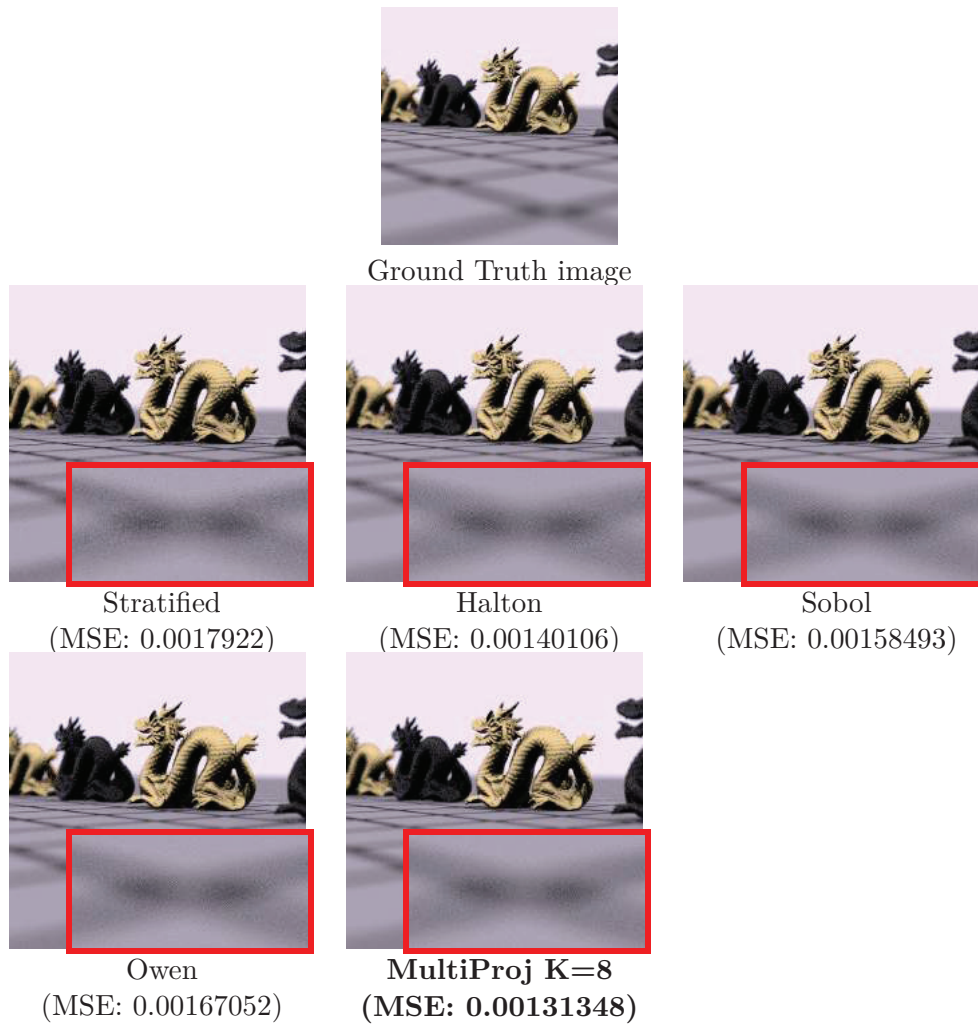 Ground Truth image
Stratified
(MSE: 0.0017922)
Halton
(MSE: 0.00140106)
Sobol
(MSE: 0.00158493)
Owen
(MSE: 0.00167052)
MultiProj K=8
(MSE: 0.00131348)